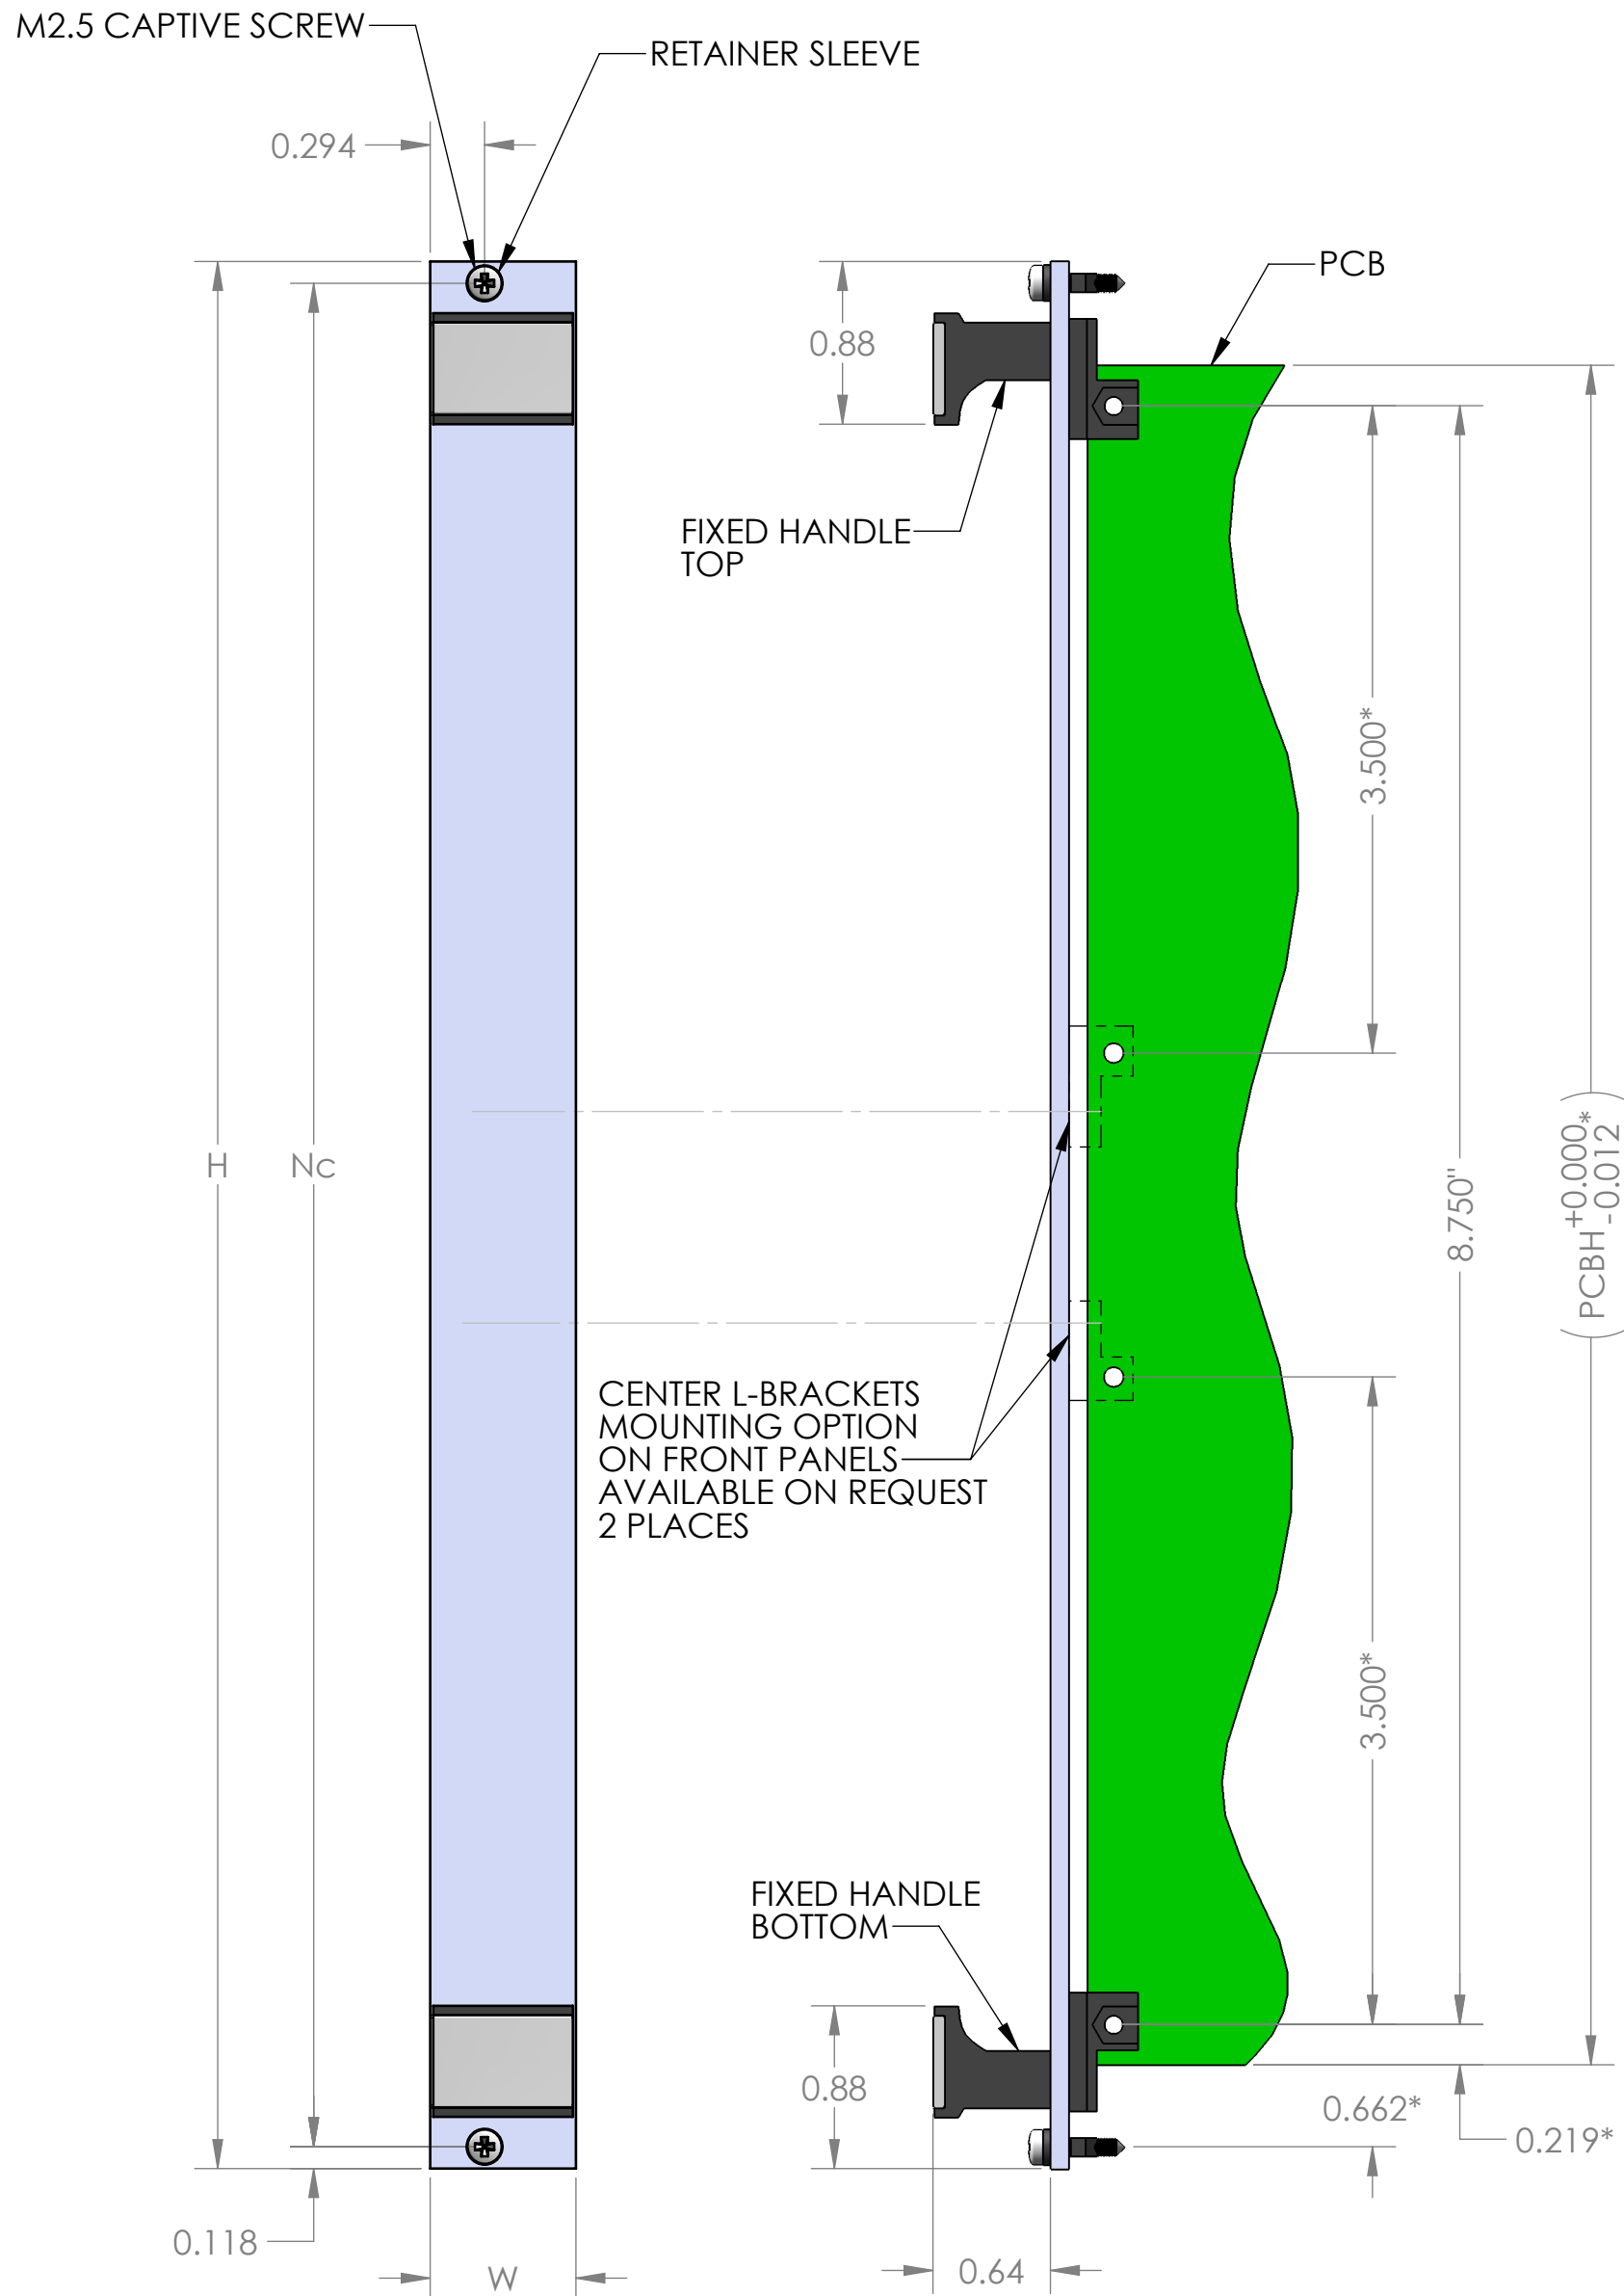 M2.5 CAPTIVE SCREW
RETAINER SLEEVE
0.294
PCB
0.88
FIXED HANDLE
TOP
3.500*
H
Nc
8.750"
PCBH +0.000*
-0.012
CENTER L-BRACKETS
MOUNTING OPTION
ON FRONT PANELS
AVAILABLE ON REQUEST
2 PLACES
3.500*
FIXED HANDLE
BOTTOM
0.88
0.662*
0.219*
0.118
W
0.64